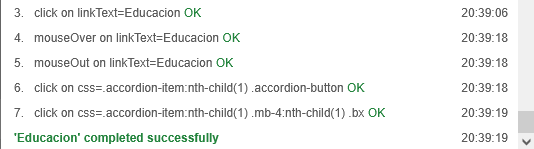 3. click on linkText=Educacion OK 20:39:06
4. mouseOver on linkText=Educacion OK 20:39:18
5. mouseOut on linkText=Educacion OK 20:39:18
6. click on css=.accordion-item:nth-child(1) .accordion-button OK 20:39:18
7. click on css=.accordion-item:nth-child(1) .mb-4:nth-child(1) .bx OK 20:39:19
'Educacion' completed successfully 20:39:19